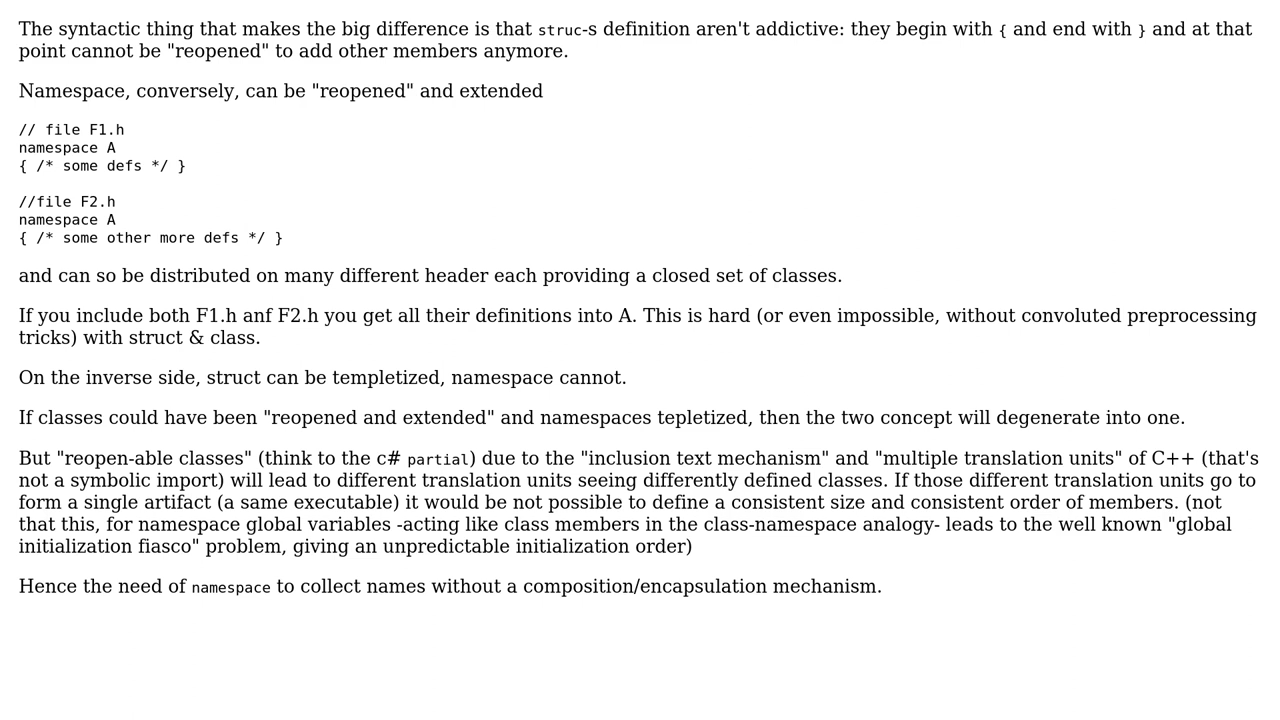 The syntactic thing that makes the big difference is that struc-s definition aren't addictive: they begin with { and end with } and at that
point cannot be "reopened" to add other members anymore.
Namespace, conversely, can be "reopened" and extended
// file F1.h
namespace A
{ /* some defs */ }
//file F2.h
namespace A
{ /* some other more defs */ }
and can so be distributed on many different header each providing a closed set of classes.
If you include both F1.h anf F2.h you get all their definitions into A. This is hard (or even impossible, without convoluted preprocessing
tricks) with struct & class.
On the inverse side, struct can be templetized, namespace cannot.
If classes could have been "reopened and extended" and namespaces tepletized, then the two concept will degenerate into one.
But "reopen-able classes" (think to the c# partial) due to the "inclusion text mechanism" and "multiple translation units" of C++ (that's
not a symbolic import) will lead to different translation units seeing differently defined classes. If those different translation units go to
form a single artifact (a same executable) it would be not possible to define a consistent size and consistent order of members. (not
that this, for namespace global variables -acting like class members in the class-namespace analogy- leads to the well known "global
initialization fiasco" problem, giving an unpredictable initialization order)
Hence the need of namespace to collect names without a composition/encapsulation mechanism.